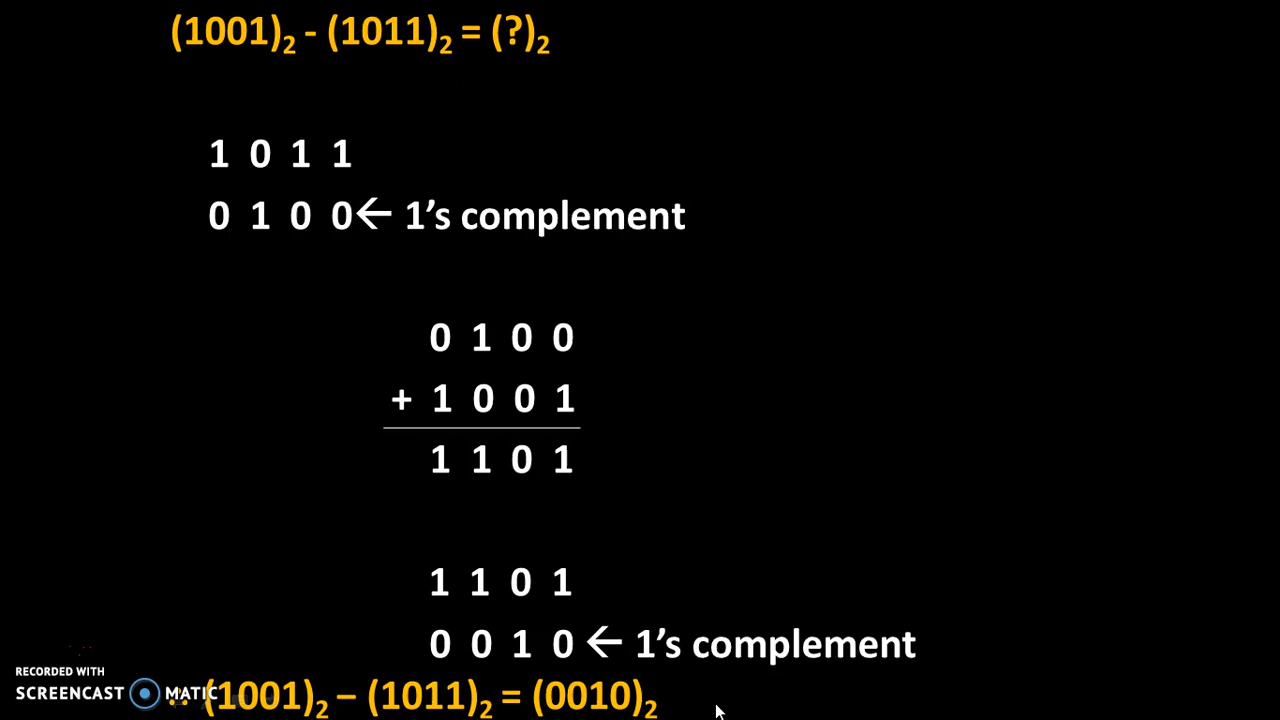 (1001)₂ - (1011)₂ = (?)₂
1 0 1 1
0 1 0 0← 1’s complement
0 1 0 0
+ 1 0 0 1
1 1 0 1
1 1 0 1
0 0 1 0 ← 1’s complement
RECORDED WITH
SCREENCAST MATIC
∴ (1001)₂ – (1011)₂ = (0010)₂